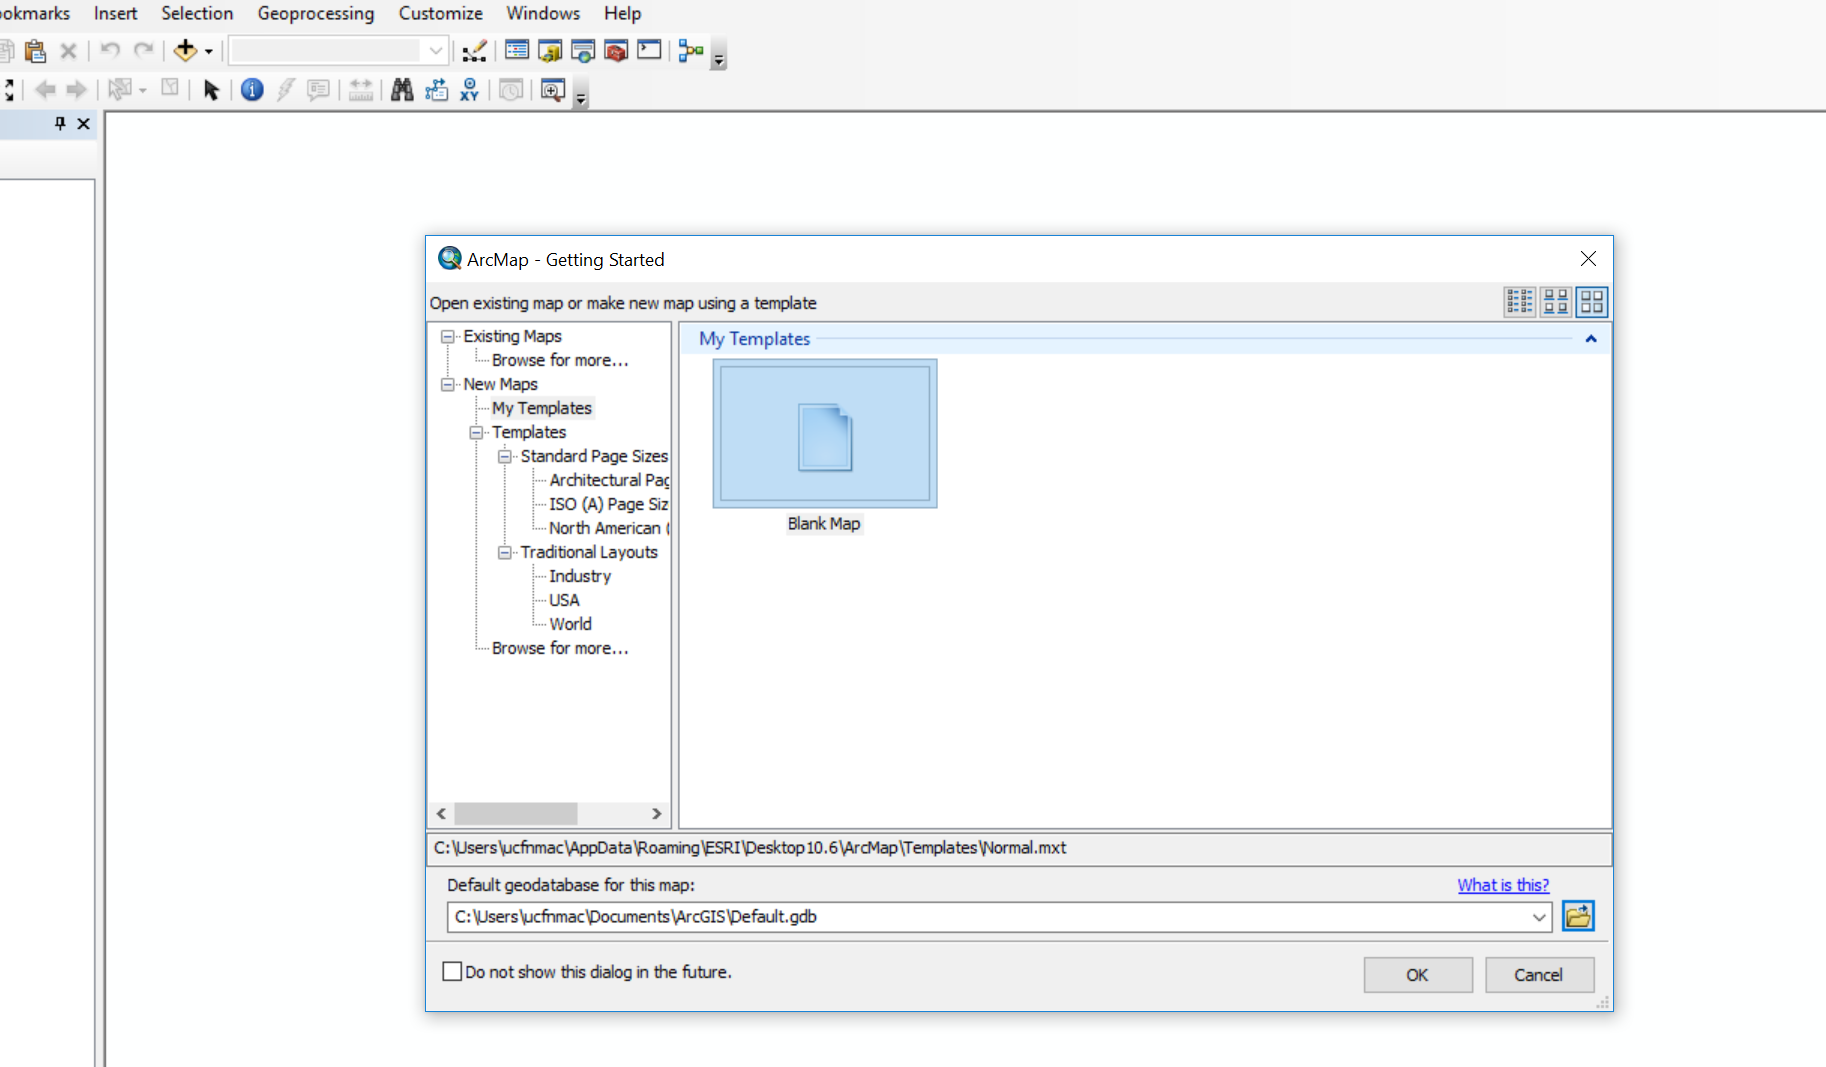 ookmarks Insert Selection Geoprocessing Customize Windows Help
XY
ArcMap - Getting Started
Open existing map or make new map using a template
Existing Maps
Browse for more...
New Maps
My Templates
Templates
Standard Page Sizes
Architectural Pag
ISO (A) Page Siz
North American (
Traditional Layouts
Industry
USA
World
Browse for more...
My Templates
Blank Map
C:\Users\ucfnmac\AppData\Roaming\ESRI\Desktop10.6\ArcMap\Templates\Normal.mxt
Default geodatabase for this map:
What is this?
C:\Users\ucfnmac\Documents\ArcGIS\Default.gdb
Do not show this dialog in the future.
OK Cancel